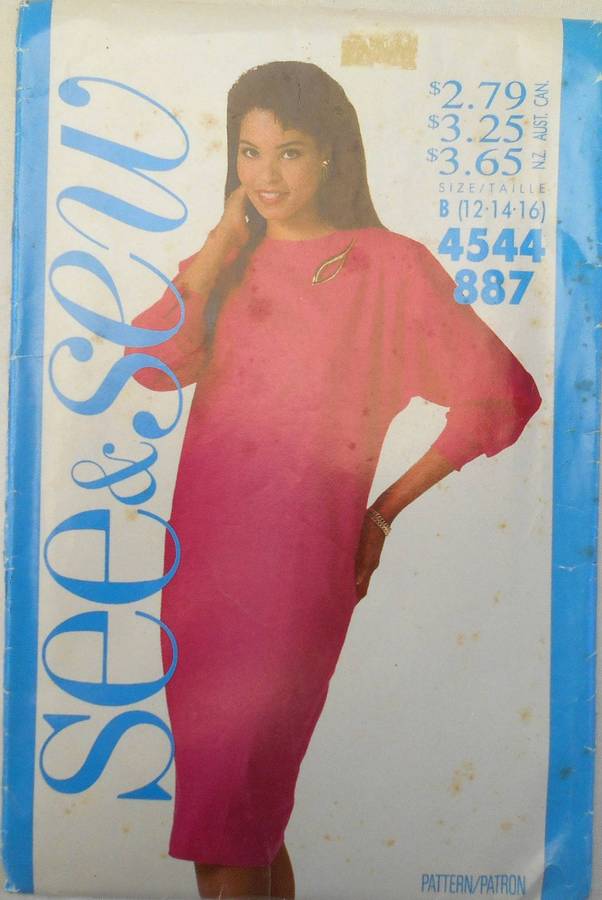 See & Sew
$2.79 CAN.
$3.25 AUST.
$3.65 N.Z.
SIZE/TAILLE
B (12·14·16)
4544
887
PATTERN/PATRON